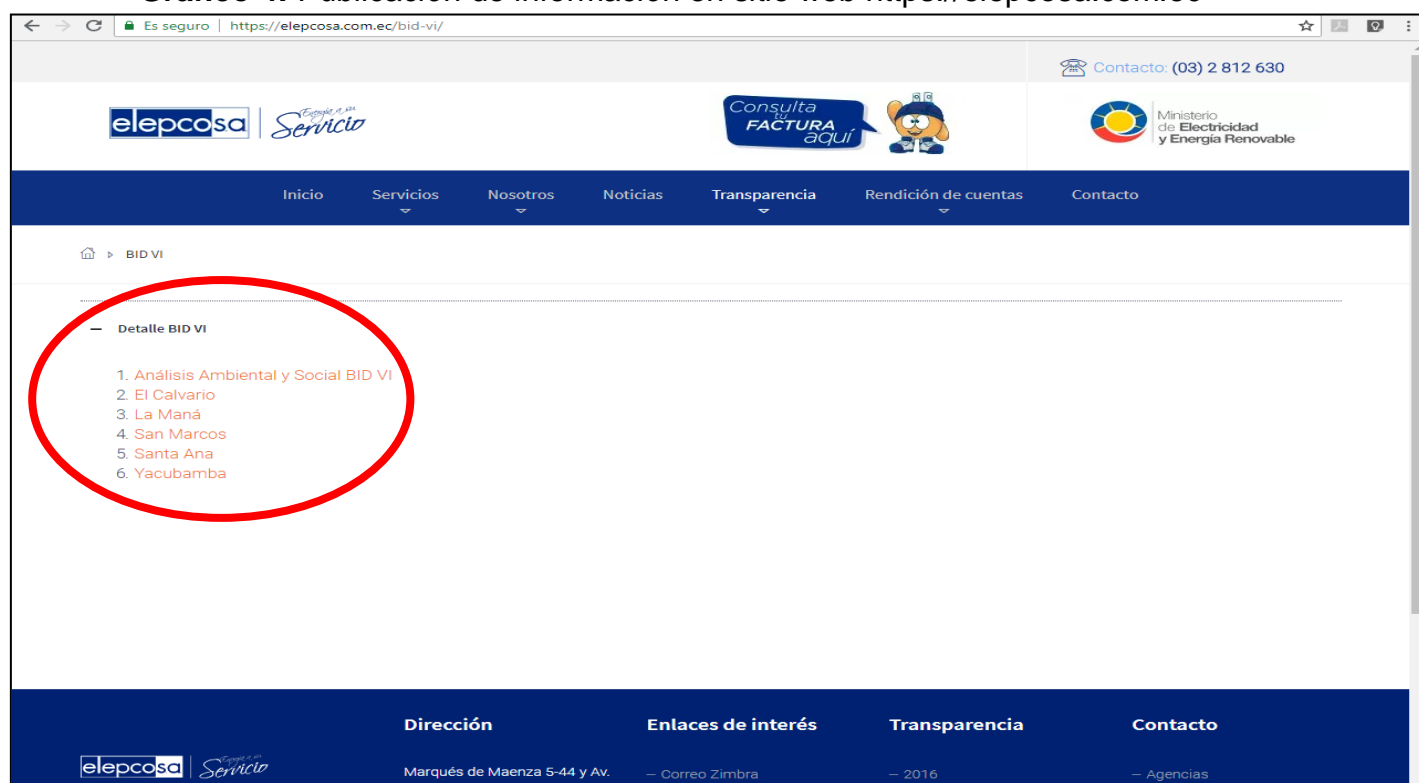 Es seguro | https://elepcosa.com.ec/bid-vi/
Contacto: (03) 2 812 630
elepcosa
Energía a su
Servicio
Consulta
tu
FACTURA
aquí
Ministerio
de Electricidad
y Energía Renovable
Inicio Servicios Nosotros Noticias Transparencia Rendición de cuentas Contacto
BID VI
Detalle BID VI
1. Análisis Ambiental y Social BID VI
2. El Calvario
3. La Maná
4. San Marcos
5. Santa Ana
6. Yacubamba
Dirección Enlaces de interés Transparencia Contacto
elepcosa
Servicio
Marqués de Maenza 5-44 y Av. – Correo Zimbra – 2016 – Agencias